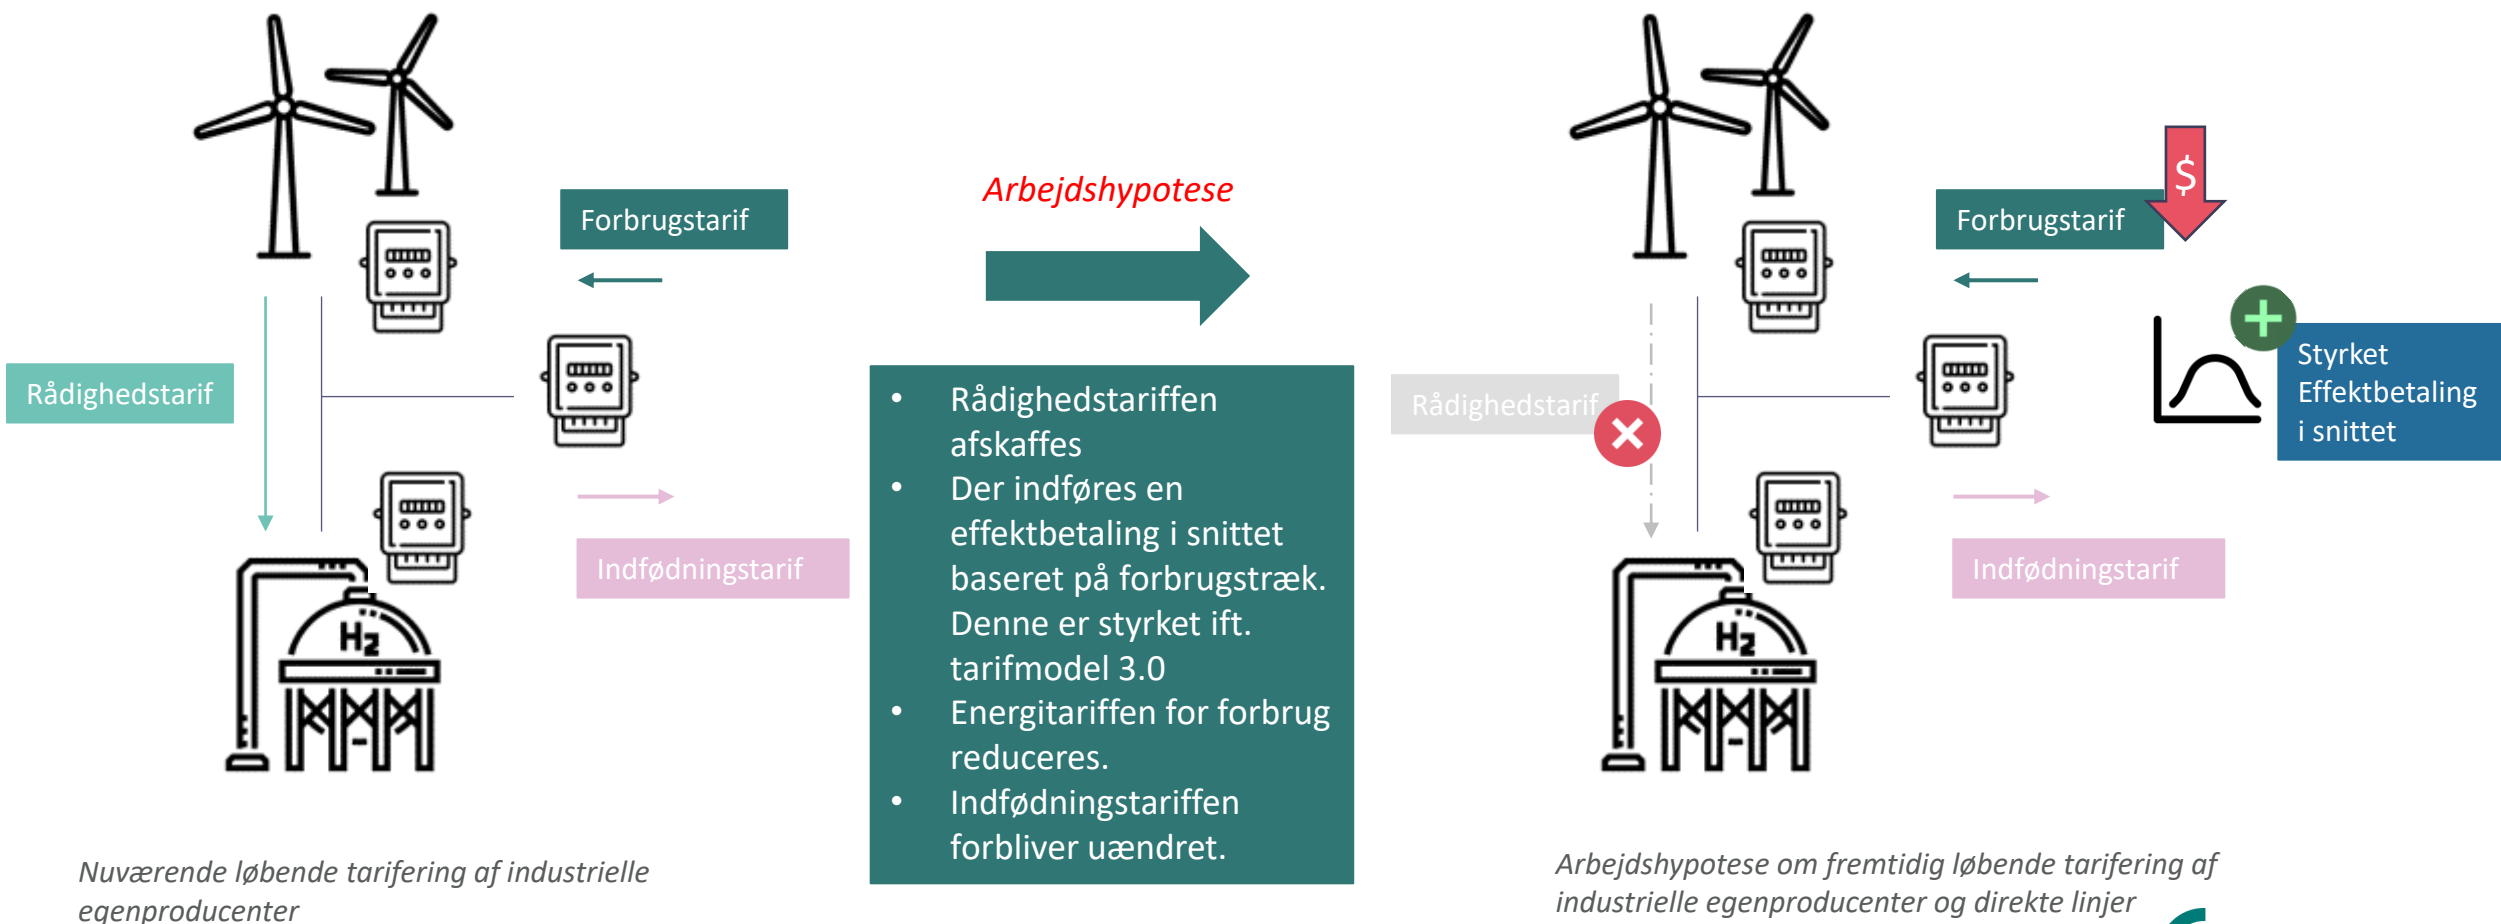 Forbrugstarif
Rådighedstarif
Indfødningstarif
H2
Nuværende løbende tarifering af industrielle
egenproducenter
Arbejdshypotese
• Rådighedstariffen
afskaffes
• Der indføres en
effektbetaling i snittet
baseret på forbrugstræk.
Denne er styrket ift.
tarifmodel 3.0
• Energitariffen for forbrug
reduceres.
• Indfødningstariffen
forbliver uændret.
$
Forbrugstarif
Styrket
Effektbetaling
i snittet
Rådighedstarif
Indfødningstarif
H2
Arbejdshypotese om fremtidig løbende tarifering af
industrielle egenproducenter og direkte linjer